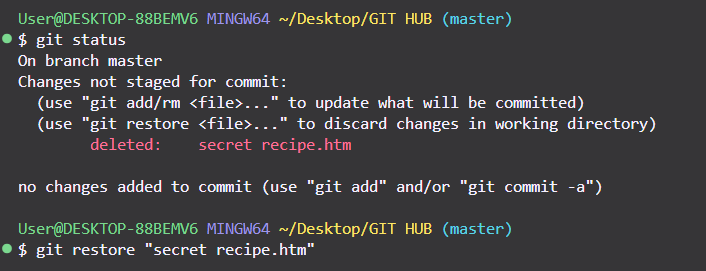 User@DESKTOP-88BEMV6 MINGW64 ~/Desktop/GIT HUB (master)
$ git status
On branch master
Changes not staged for commit:
  (use "git add/rm <file>..." to update what will be committed)
  (use "git restore <file>..." to discard changes in working directory)
        deleted:    secret recipe.htm

no changes added to commit (use "git add" and/or "git commit -a")

User@DESKTOP-88BEMV6 MINGW64 ~/Desktop/GIT HUB (master)
$ git restore "secret recipe.htm"